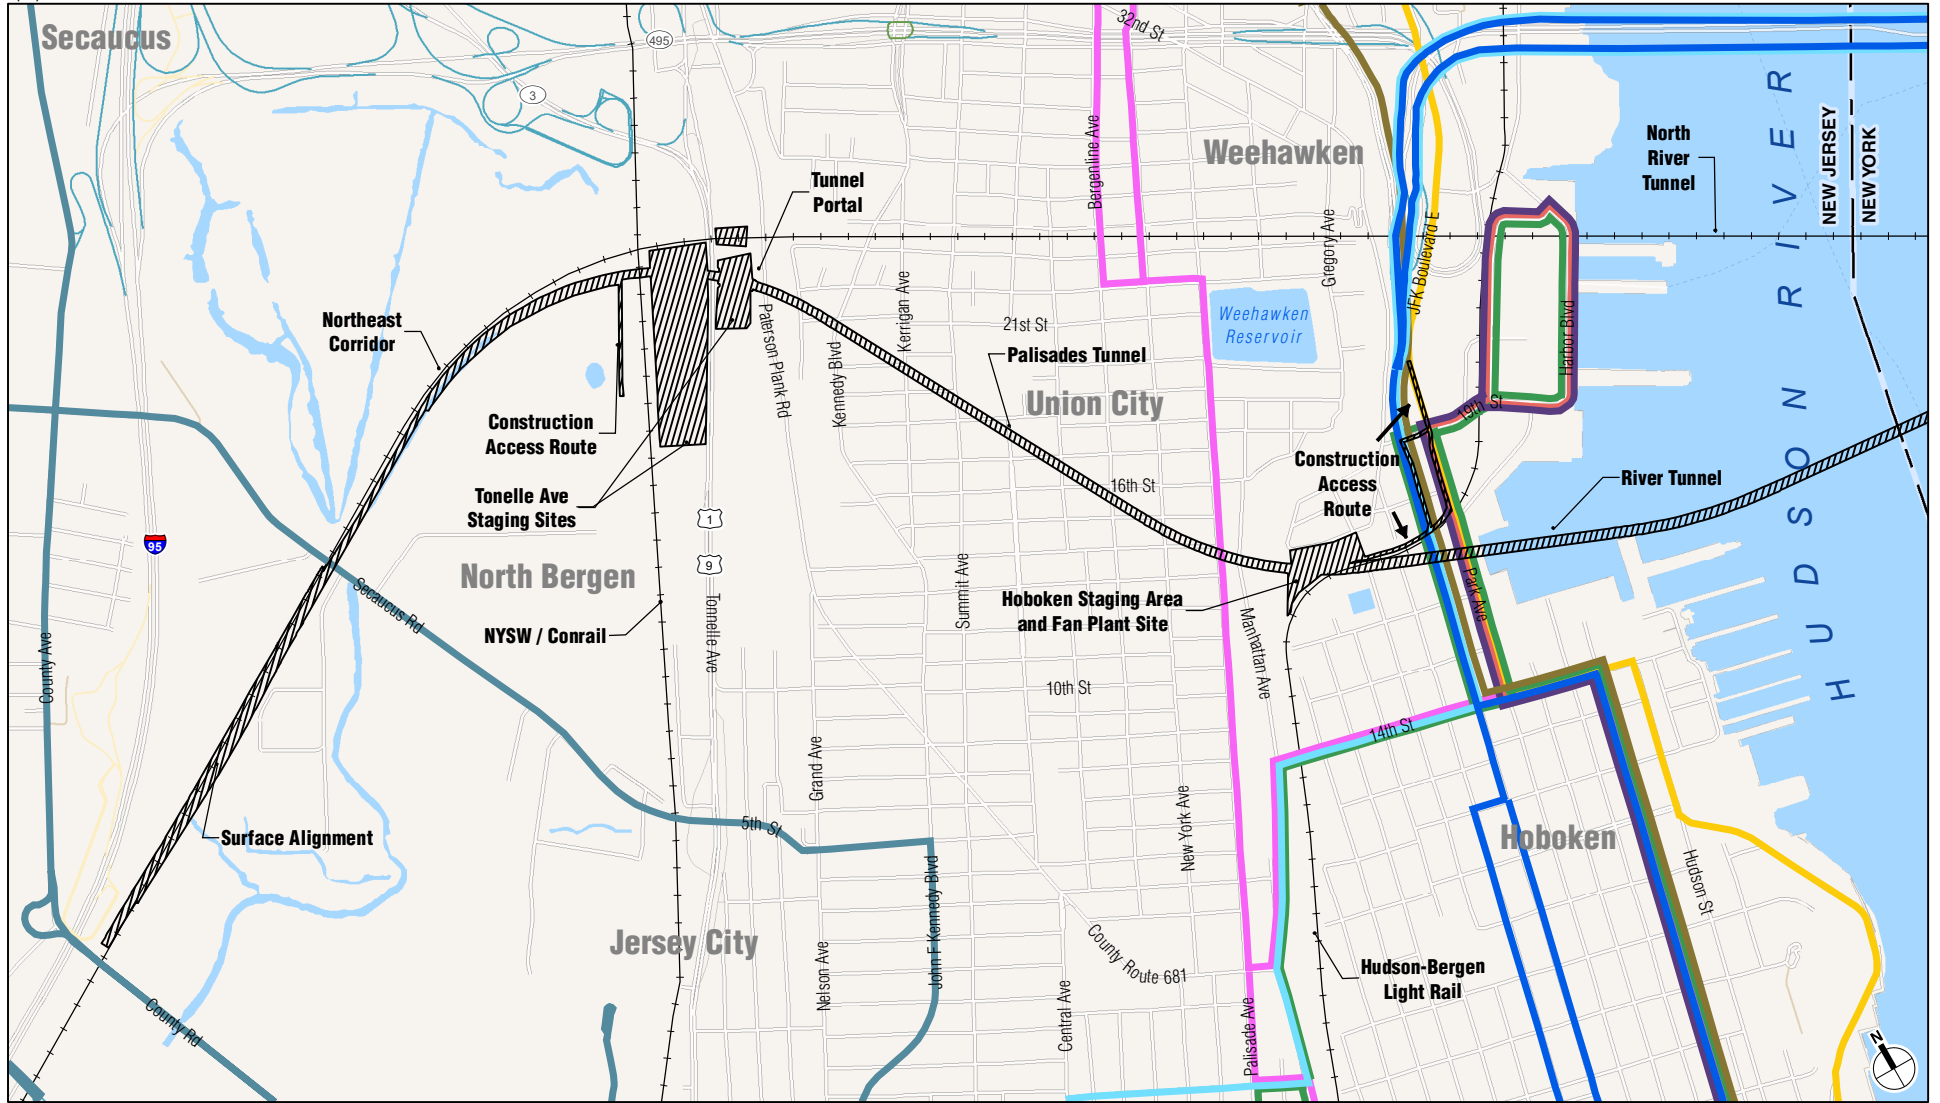 Secaucus
495
3
32nd St
Bergenline Ave
Weehawken
North
River
Tunnel
NEW JERSEY
NEW YORK
HUDSON RIVER
Tunnel
Portal
Gregory Ave
JFK Boulevard E
Harbor Blvd
Northeast
Corridor
Paterson Plank Rd
Kennedy Blvd
Kerrigan Ave
21st St
Palisades Tunnel
Weehawken
Reservoir
Union City
19th St
Construction
Access Route
Tonelle Ave
Staging Sites
16th St
Construction
Access
Route
River Tunnel
1
9
95
North Bergen
Secaucus Rd
NYSW / Conrail
Tonnelle Ave
Summit Ave
Hoboken Staging Area
and Fan Plant Site
Manhattan Ave
Park Ave
County Ave
10th St
14th St
Grand Ave
New York Ave
Surface Alignment
5th St
Hoboken
Hudson St
John F Kennedy Blvd
Jersey City
Nelson Ave
County Route 681
Central Ave
Palisade Ave
Hudson-Bergen
Light Rail
County Rd
N